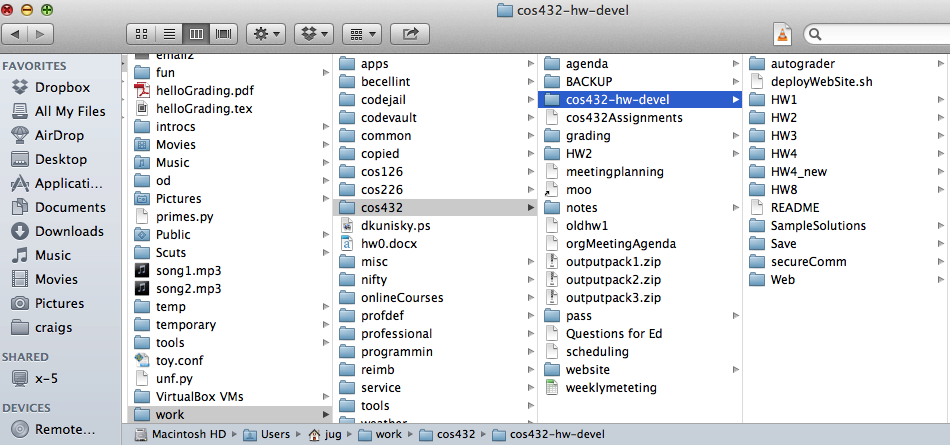 cos432-hw-devel
FAVORITES
Dropbox
All My Files
AirDrop
Desktop
Applicati...
Documents
Downloads
Music
Movies
Pictures
craigs
SHARED
x-5
DEVICES
Remote...
email2
fun
helloGrading.pdf
helloGrading.tex
introcs
Movies
Music
od
Pictures
primes.py
Public
Scuts
song1.mp3
song2.mp3
temp
temporary
tools
toy.conf
unf.py
VirtualBox VMs
work
apps
becellint
codejail
codevault
common
copied
cos126
cos226
cos432
dkunisky.ps
hw0.docx
misc
nifty
onlineCourses
profdef
professional
programmin
reimb
service
tools
weather
agenda
BACKUP
cos432-hw-devel
cos432Assignments
grading
HW2
meetingplanning
moo
notes
oldhw1
orgMeetingAgenda
outputpack1.zip
outputpack2.zip
outputpack3.zip
pass
Questions for Ed
scheduling
website
weeklymeteting
autograder
deployWebSite.sh
HW1
HW2
HW3
HW4
HW4_new
HW8
README
SampleSolutions
Save
secureComm
Web
Macintosh HD ▸ Users ▸ jug ▸ work ▸ cos432 ▸ cos432-hw-devel